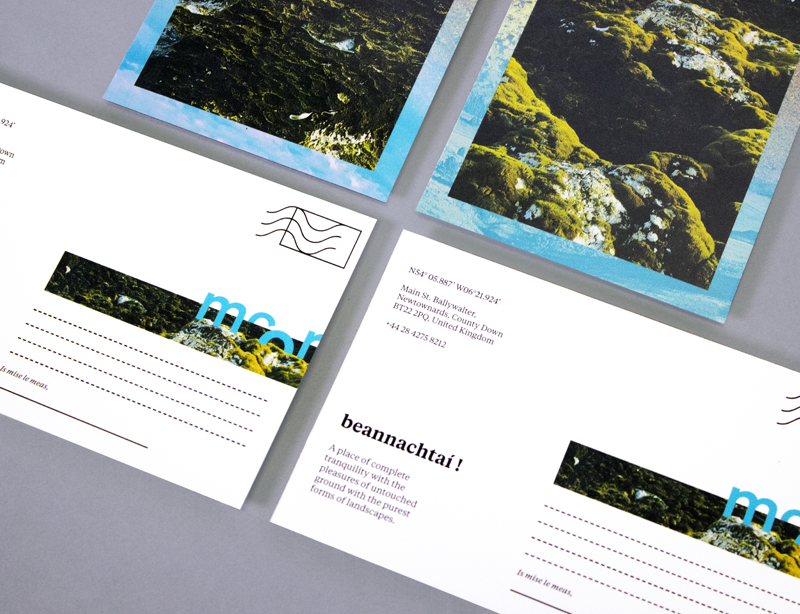 .924'
own
Is mise le meas,
N54° 05.887' W06°21.924'
Main St. Ballywalter,
Newtownards, County Down
BT22 2PQ, United Kingdom
+44 28 4275 8212
beannachtaí !
A place of complete
tranquility with the
pleasures of untouched
ground with the purest
forms of landscapes.
Is mise le meas,